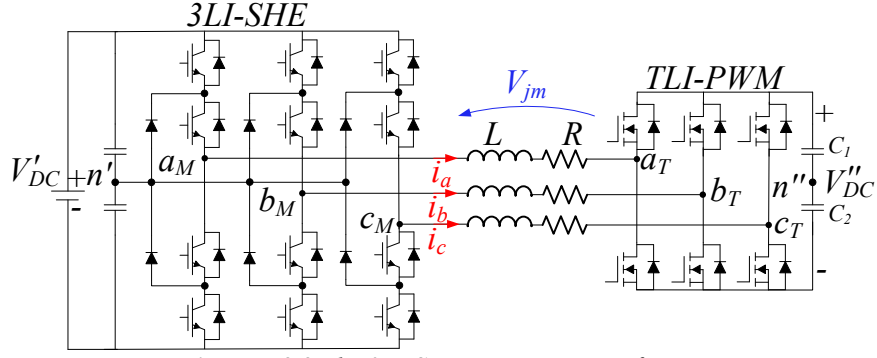 3LI-SHE
TLI-PWM
V_jm
L R
V'_DC + n' -
a_M
b_M
c_M
i_a
i_b
i_c
a_T
b_T
c_T
n''
+
C_1
V''_DC
C_2
-